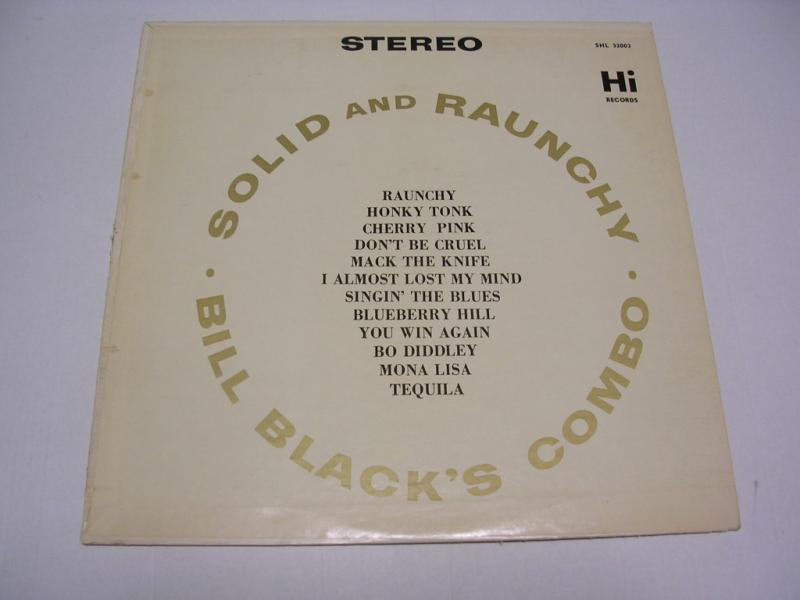 STEREO
SHL 32003
Hi
RECORDS
SOLID AND RAUNCHY
RAUNCHY
HONKY TONK
CHERRY PINK
DON'T BE CRUEL
MACK THE KNIFE
I ALMOST LOST MY MIND
SINGIN' THE BLUES
BLUEBERRY HILL
YOU WIN AGAIN
BO DIDDLEY
MONA LISA
TEQUILA
· BILL BLACK'S COMBO ·